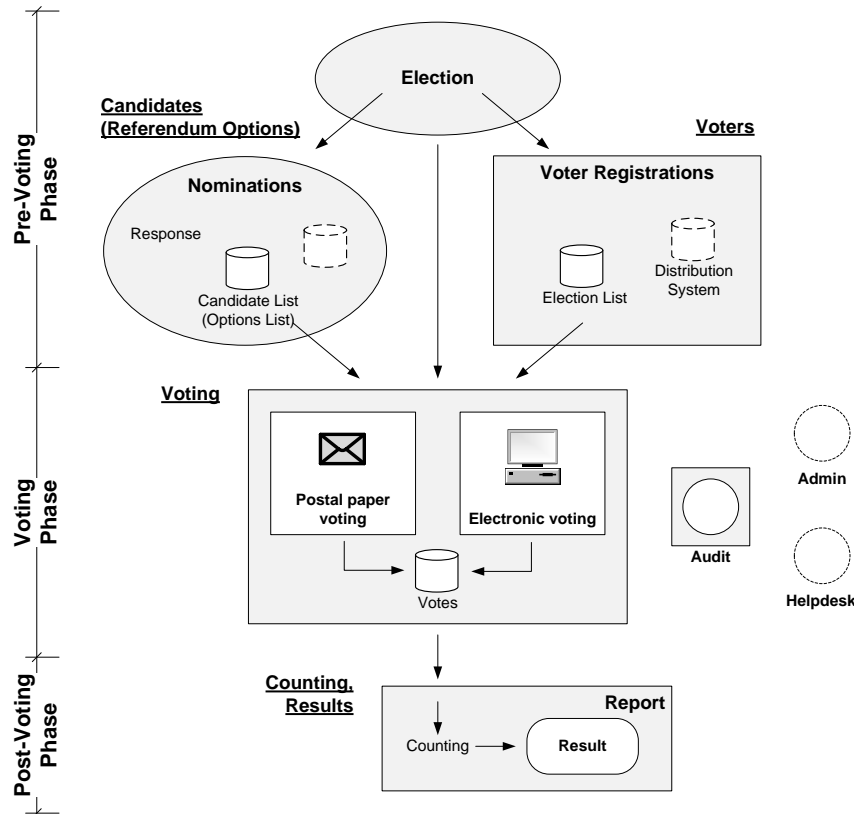 Election
Candidates
(Referendum Options)
Voters
Pre-Voting
Phase
Nominations
Response
Candidate List
(Options List)
Voter Registrations
Election List
Distribution
System
Voting
Voting
Phase
Postal paper
voting
Electronic voting
Votes
Audit
Admin
Helpdesk
Post-Voting
Phase
Counting,
Results
Report
Counting
Result